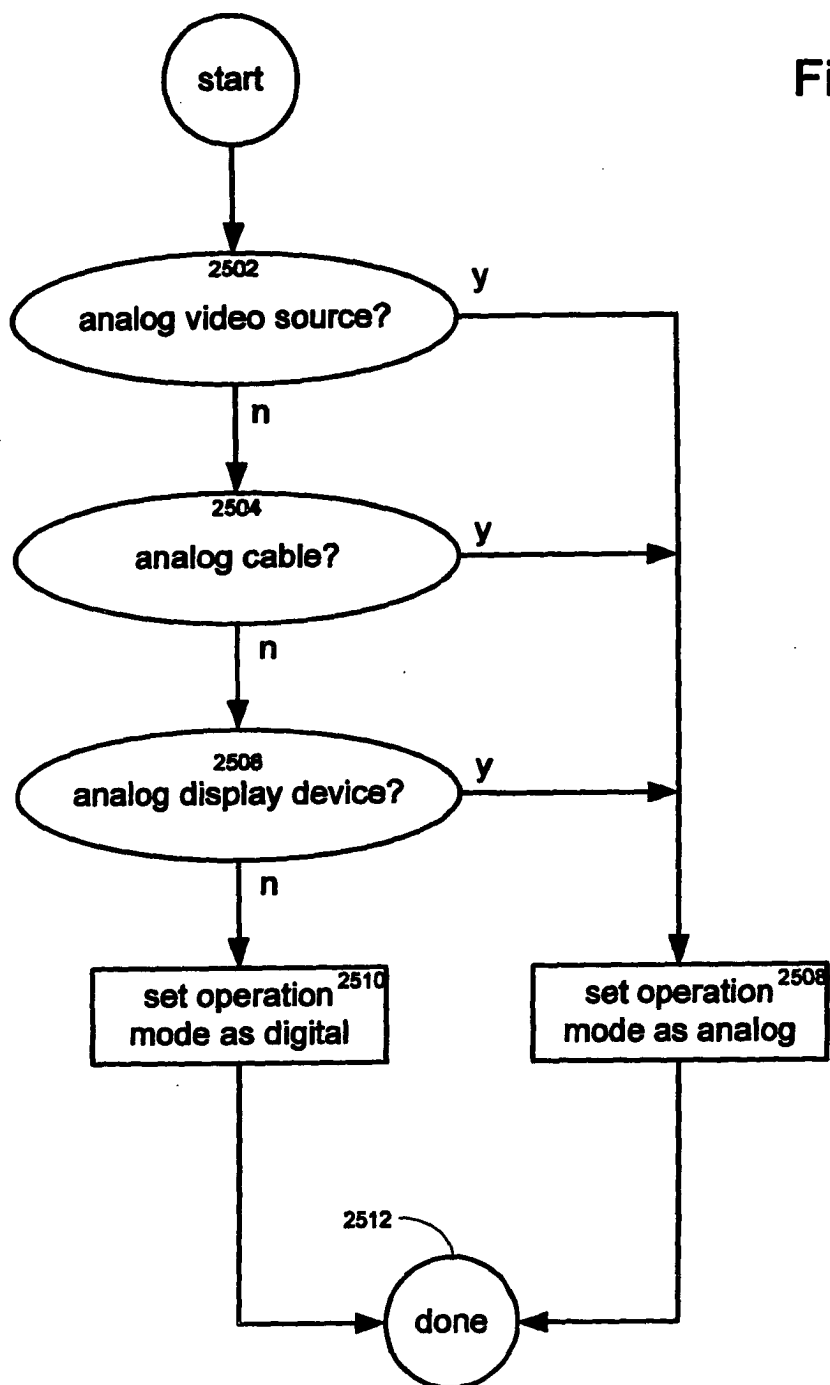 start
Fi
2502
analog video source?
y
n
2504
analog cable?
y
n
2506
analog display device?
y
n
set operation 2510
mode as digital
set operation 2508
mode as analog
2512
done